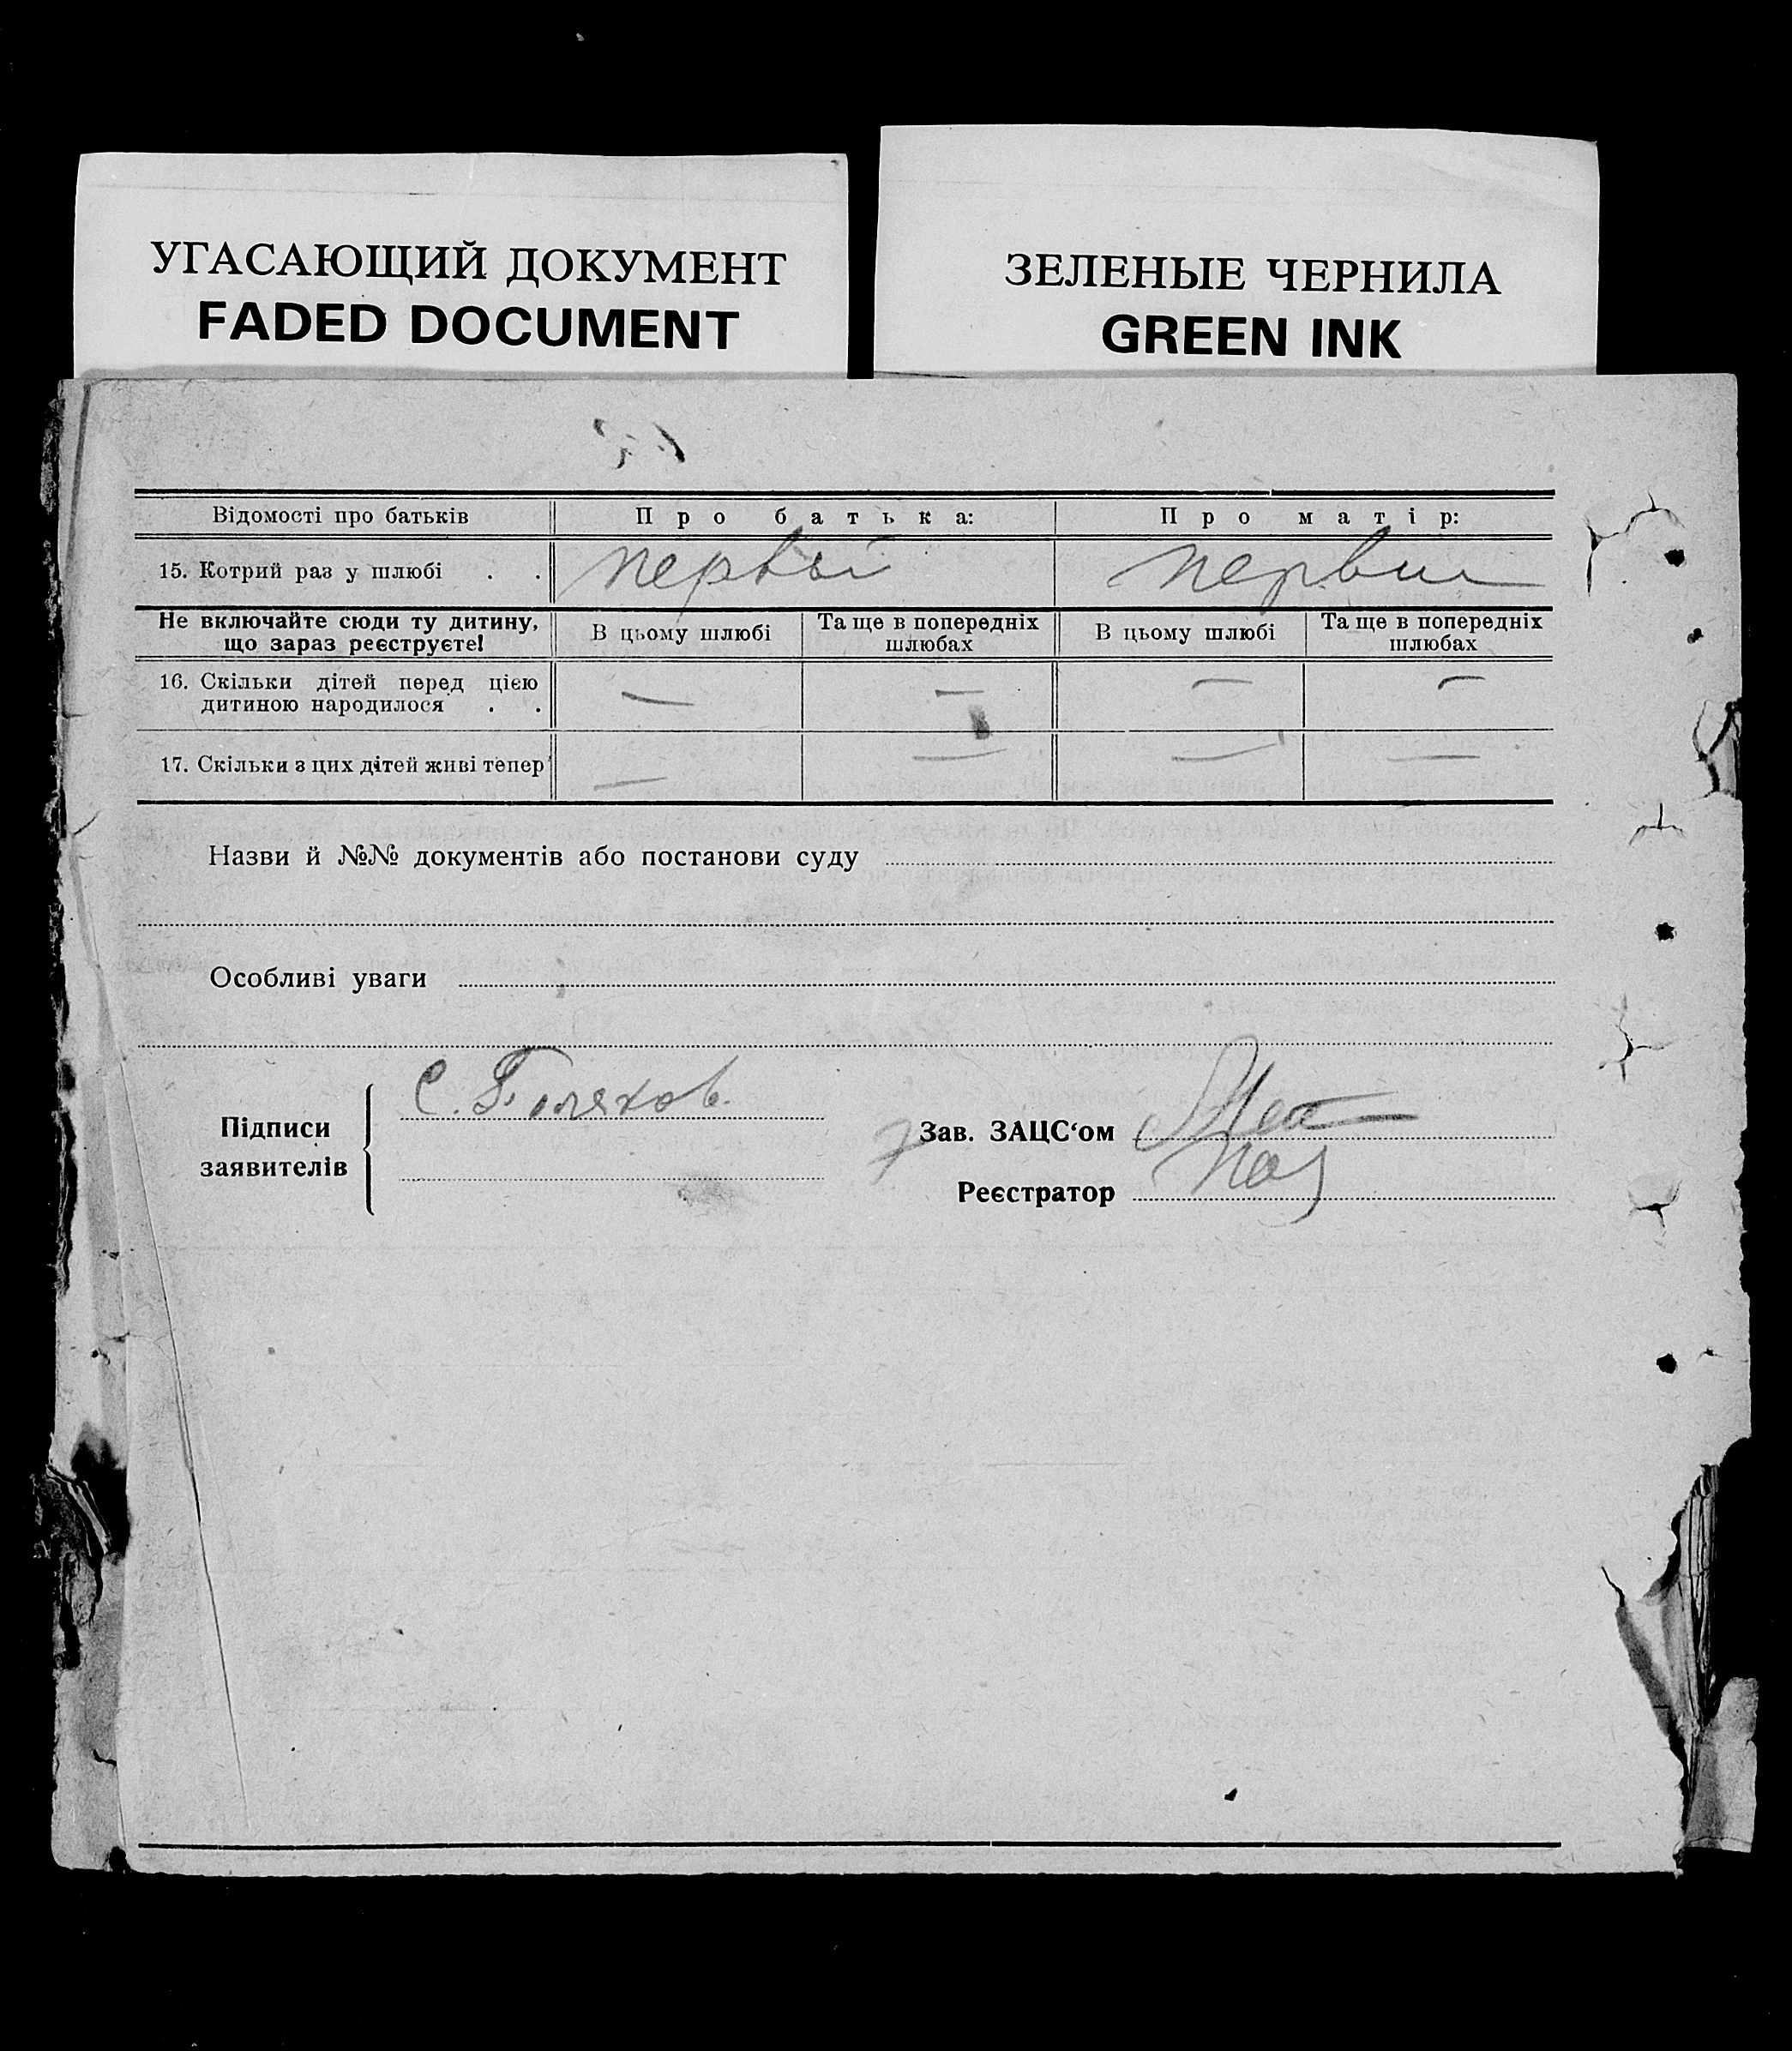 УГАСАЮЩИЙ ДОКУМЕНТ
FADED DOCUMENT
ЗЕЛЕНЫЕ ЧЕРНИЛА
GREEN INK
Відомості про батьків Про батька: Про матір:
15. Котрий раз у шлюбі . . первый первый
Не включайте сюди ту дитину, що зараз реєструєте! В цьому шлюбі Та ще в попередніх шлюбах В цьому шлюбі Та ще в попередніх шлюбах
16. Скільки дітей перед цією дитиною народилося . . — — — —
17. Скільки з цих дітей живі тепер — — — —
Назви й №№ документів або постанови суду
Особливі уваги
Підписи заявителів
С.
Зав. ЗАЦС‘ом
Реєстратор